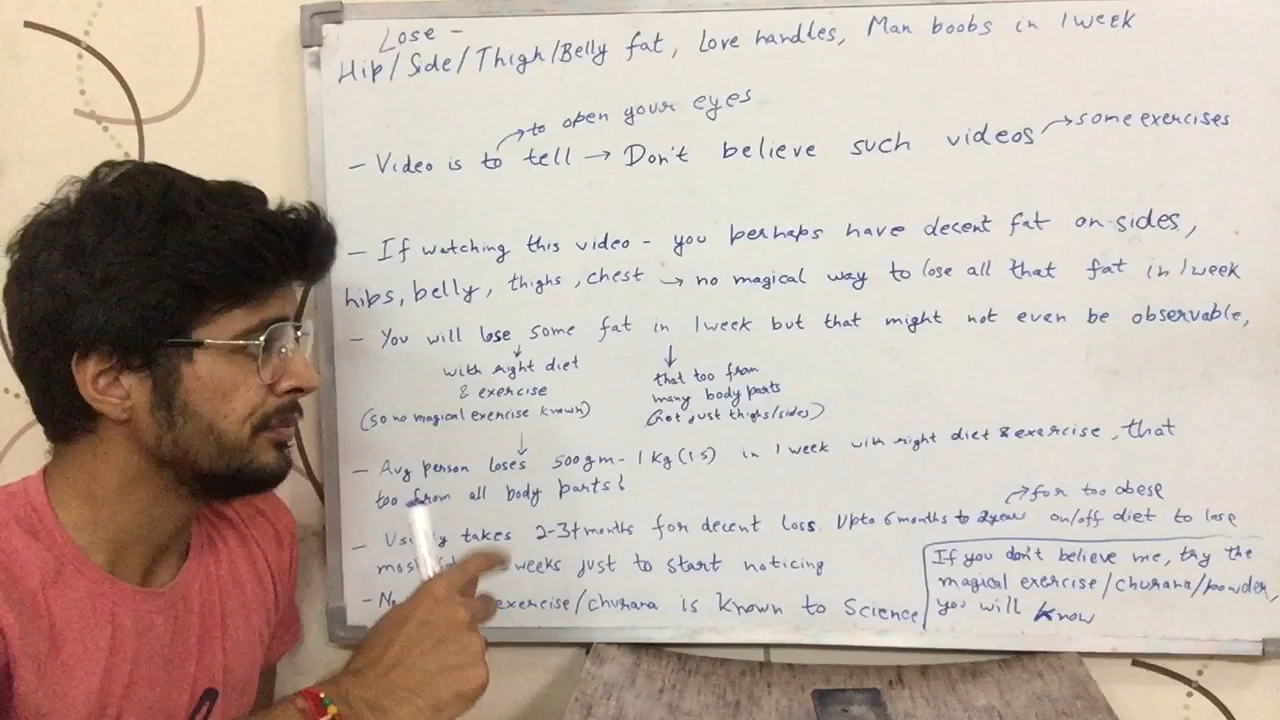 Lose -
Hip/Side/Thigh/Belly fat, Love handles, Man boobs in 1 week
to open your eyes
- Video is to tell → Don't believe such videos → some exercises
- If watching this video - you perhaps have decent fat on sides,
hips, belly, thighs, chest → no magical way to lose all that fat in 1 week
- You will lose some fat in 1 week but that might not even be observable,
with right diet
& exercise
(so no magical exercise known)
that too from
many body parts
(not just thighs/sides)
- Avg person loses 500gm - 1kg (1.5) in 1 week with right diet & exercise, that
too from all body parts!
for too obese
- takes 2-3+ months for decent loss. Upto 6 months to 2 year on/off diet to lose
weeks just to start noticing
exercise/churana is known to Science
If you don't believe me, try the
magical exercise/churana/powder,
you will know